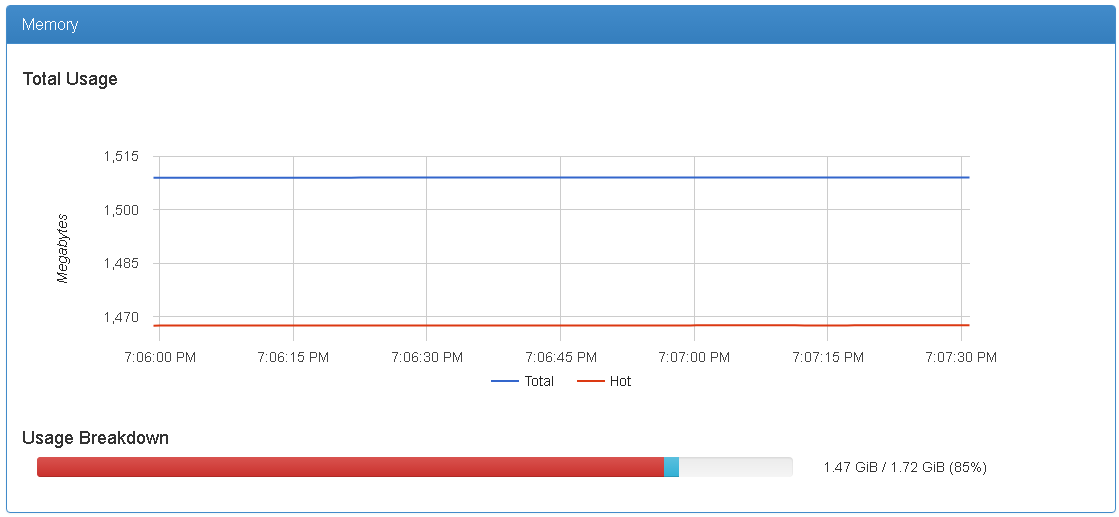 Memory
Total Usage
1,515
1,500
1,485
1,470
Megabytes
7:06:00 PM 7:06:15 PM 7:06:30 PM 7:06:45 PM 7:07:00 PM 7:07:15 PM 7:07:30 PM
Total Hot
Usage Breakdown
1.47 GiB / 1.72 GiB (85%)